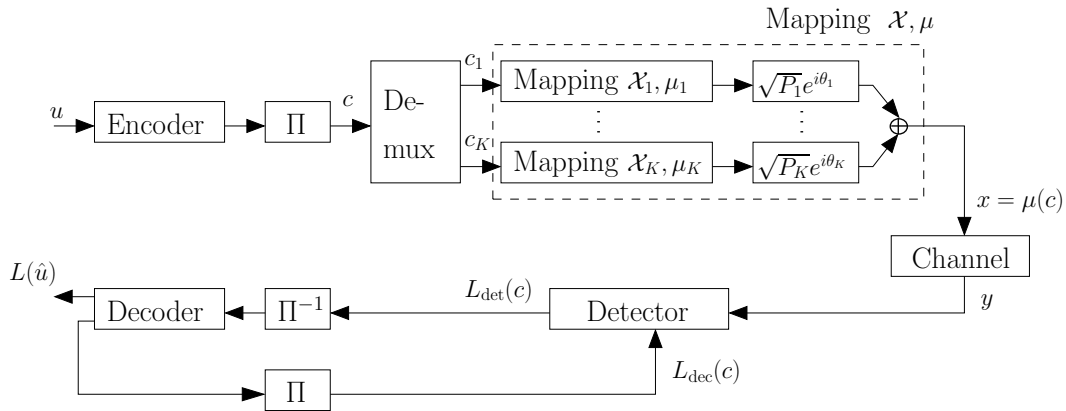 Mapping 𝒳, μ
u
Encoder
Π
c
De-
mux
c₁
Mapping 𝒳₁, μ₁
√P₁e^{iθ₁}
⋮
⋮
c_K
Mapping 𝒳_K, μ_K
√P_Ke^{iθ_K}
⊕
x = μ(c)
Channel
y
L(û)
Decoder
Π⁻¹
L_det(c)
Detector
Π
L_dec(c)